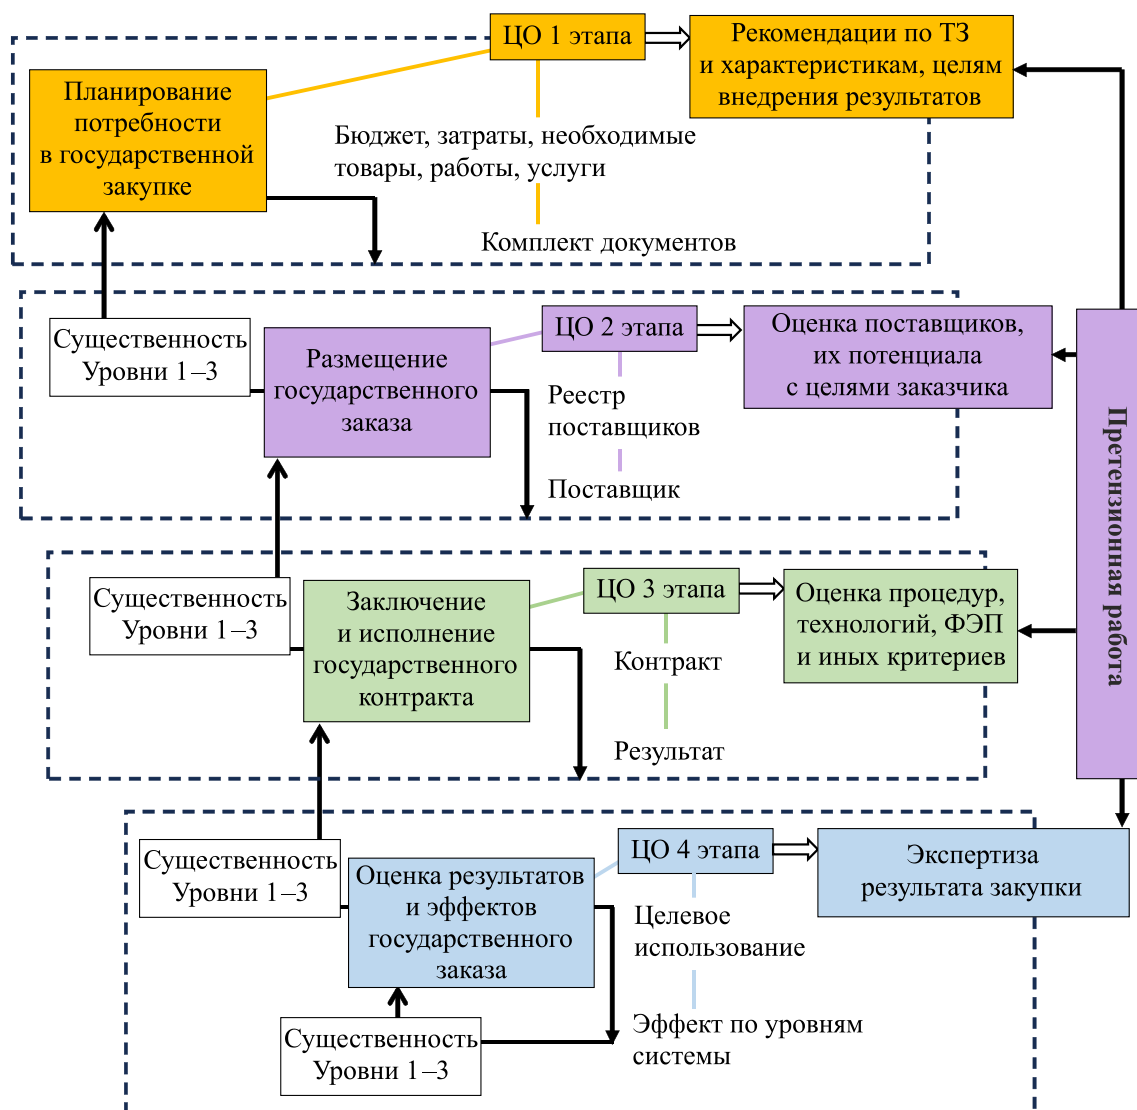 ЦО 1 этапа
Рекомендации по ТЗ
и характеристикам, целям
внедрения результатов
Планирование
потребности
в государственной
закупке
Бюджет, затраты, необходимые
товары, работы, услуги
Комплект документов
Существенность
Уровни 1–3
Размещение
государственного
заказа
ЦО 2 этапа
Оценка поставщиков,
их потенциала
с целями заказчика
Реестр
поставщиков
Поставщик
Претензионная работа
Существенность
Уровни 1–3
Заключение
и исполнение
государственного
контракта
ЦО 3 этапа
Оценка процедур,
технологий, ФЭП
и иных критериев
Контракт
Результат
Существенность
Уровни 1–3
Оценка результатов
и эффектов
государственного
заказа
ЦО 4 этапа
Экспертиза
результата закупки
Целевое
использование
Эффект по уровням
системы
Существенность
Уровни 1–3